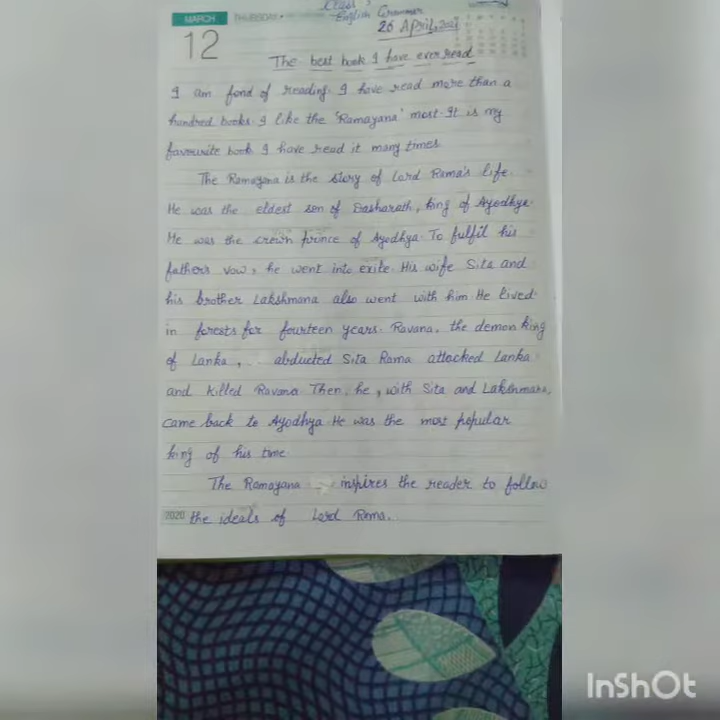 MARCH THURSDAY
Class
English Grammar
12
26 April, 2021
The best book I have ever read
I am fond of reading. I have read more than a
hundred books. I like the 'Ramayana' most. It is my
favourite book. I have read it many times.
The Ramayana is the story of Lord Rama's life.
He was the eldest son of Dasharath, king of Ayodhya.
He was the crown prince of Ayodhya. To fulfil his
father's vow, he went into exile. His wife Sita and
his brother Lakshmana also went with him. He lived
in forests for fourteen years. Ravana, the demon king
of Lanka, abducted Sita Rama attacked Lanka
and killed Ravana. Then, he, with Sita and Lakshmana,
came back to Ayodhya. He was the most popular
king of his time.
The Ramayana inspires the reader to follow
2020 the ideals of Lord Rama.
InShOt